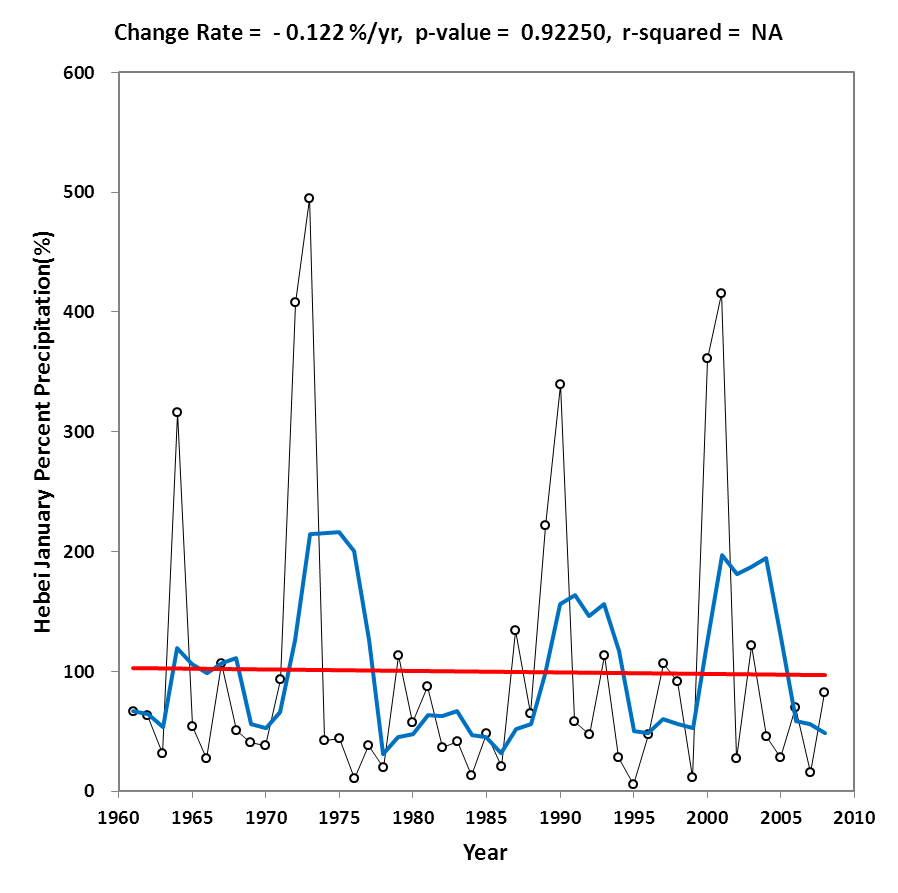 Change Rate = - 0.122 %/yr, p-value = 0.92250, r-squared = NA
600
500
400
300
200
100
0
Hebei January Percent Precipitation(%)
1960 1965 1970 1975 1980 1985 1990 1995 2000 2005 2010
Year